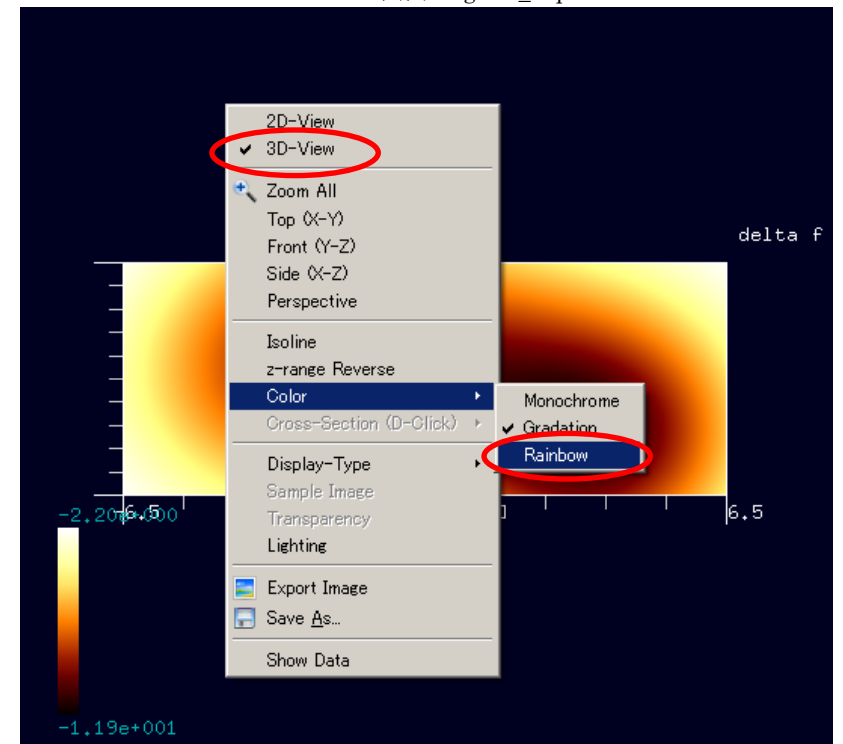 2D-View
3D-View
Zoom All
Top (X-Y)
Front (Y-Z)
Side (X-Z)
Perspective
Isoline
z-range Reverse
Color
Cross-Section (D-Click)
Display-Type
Sample Image
Transparency
Lighting
Export Image
Save As...
Show Data
Monochrome
Gradation
Rainbow
delta f
6.5
-2.20e+000
-6.5
-1.19e+001